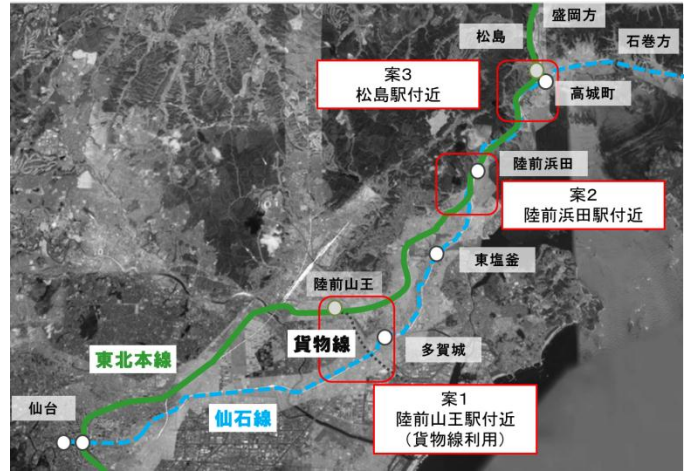 盛岡方
松島
石巻方
案3
松島駅付近
高城町
陸前浜田
案2
陸前浜田駅付近
東塩釜
陸前山王
貨物線
多賀城
東北本線
仙台
仙石線
案1
陸前山王駅付近
(貨物線利用)